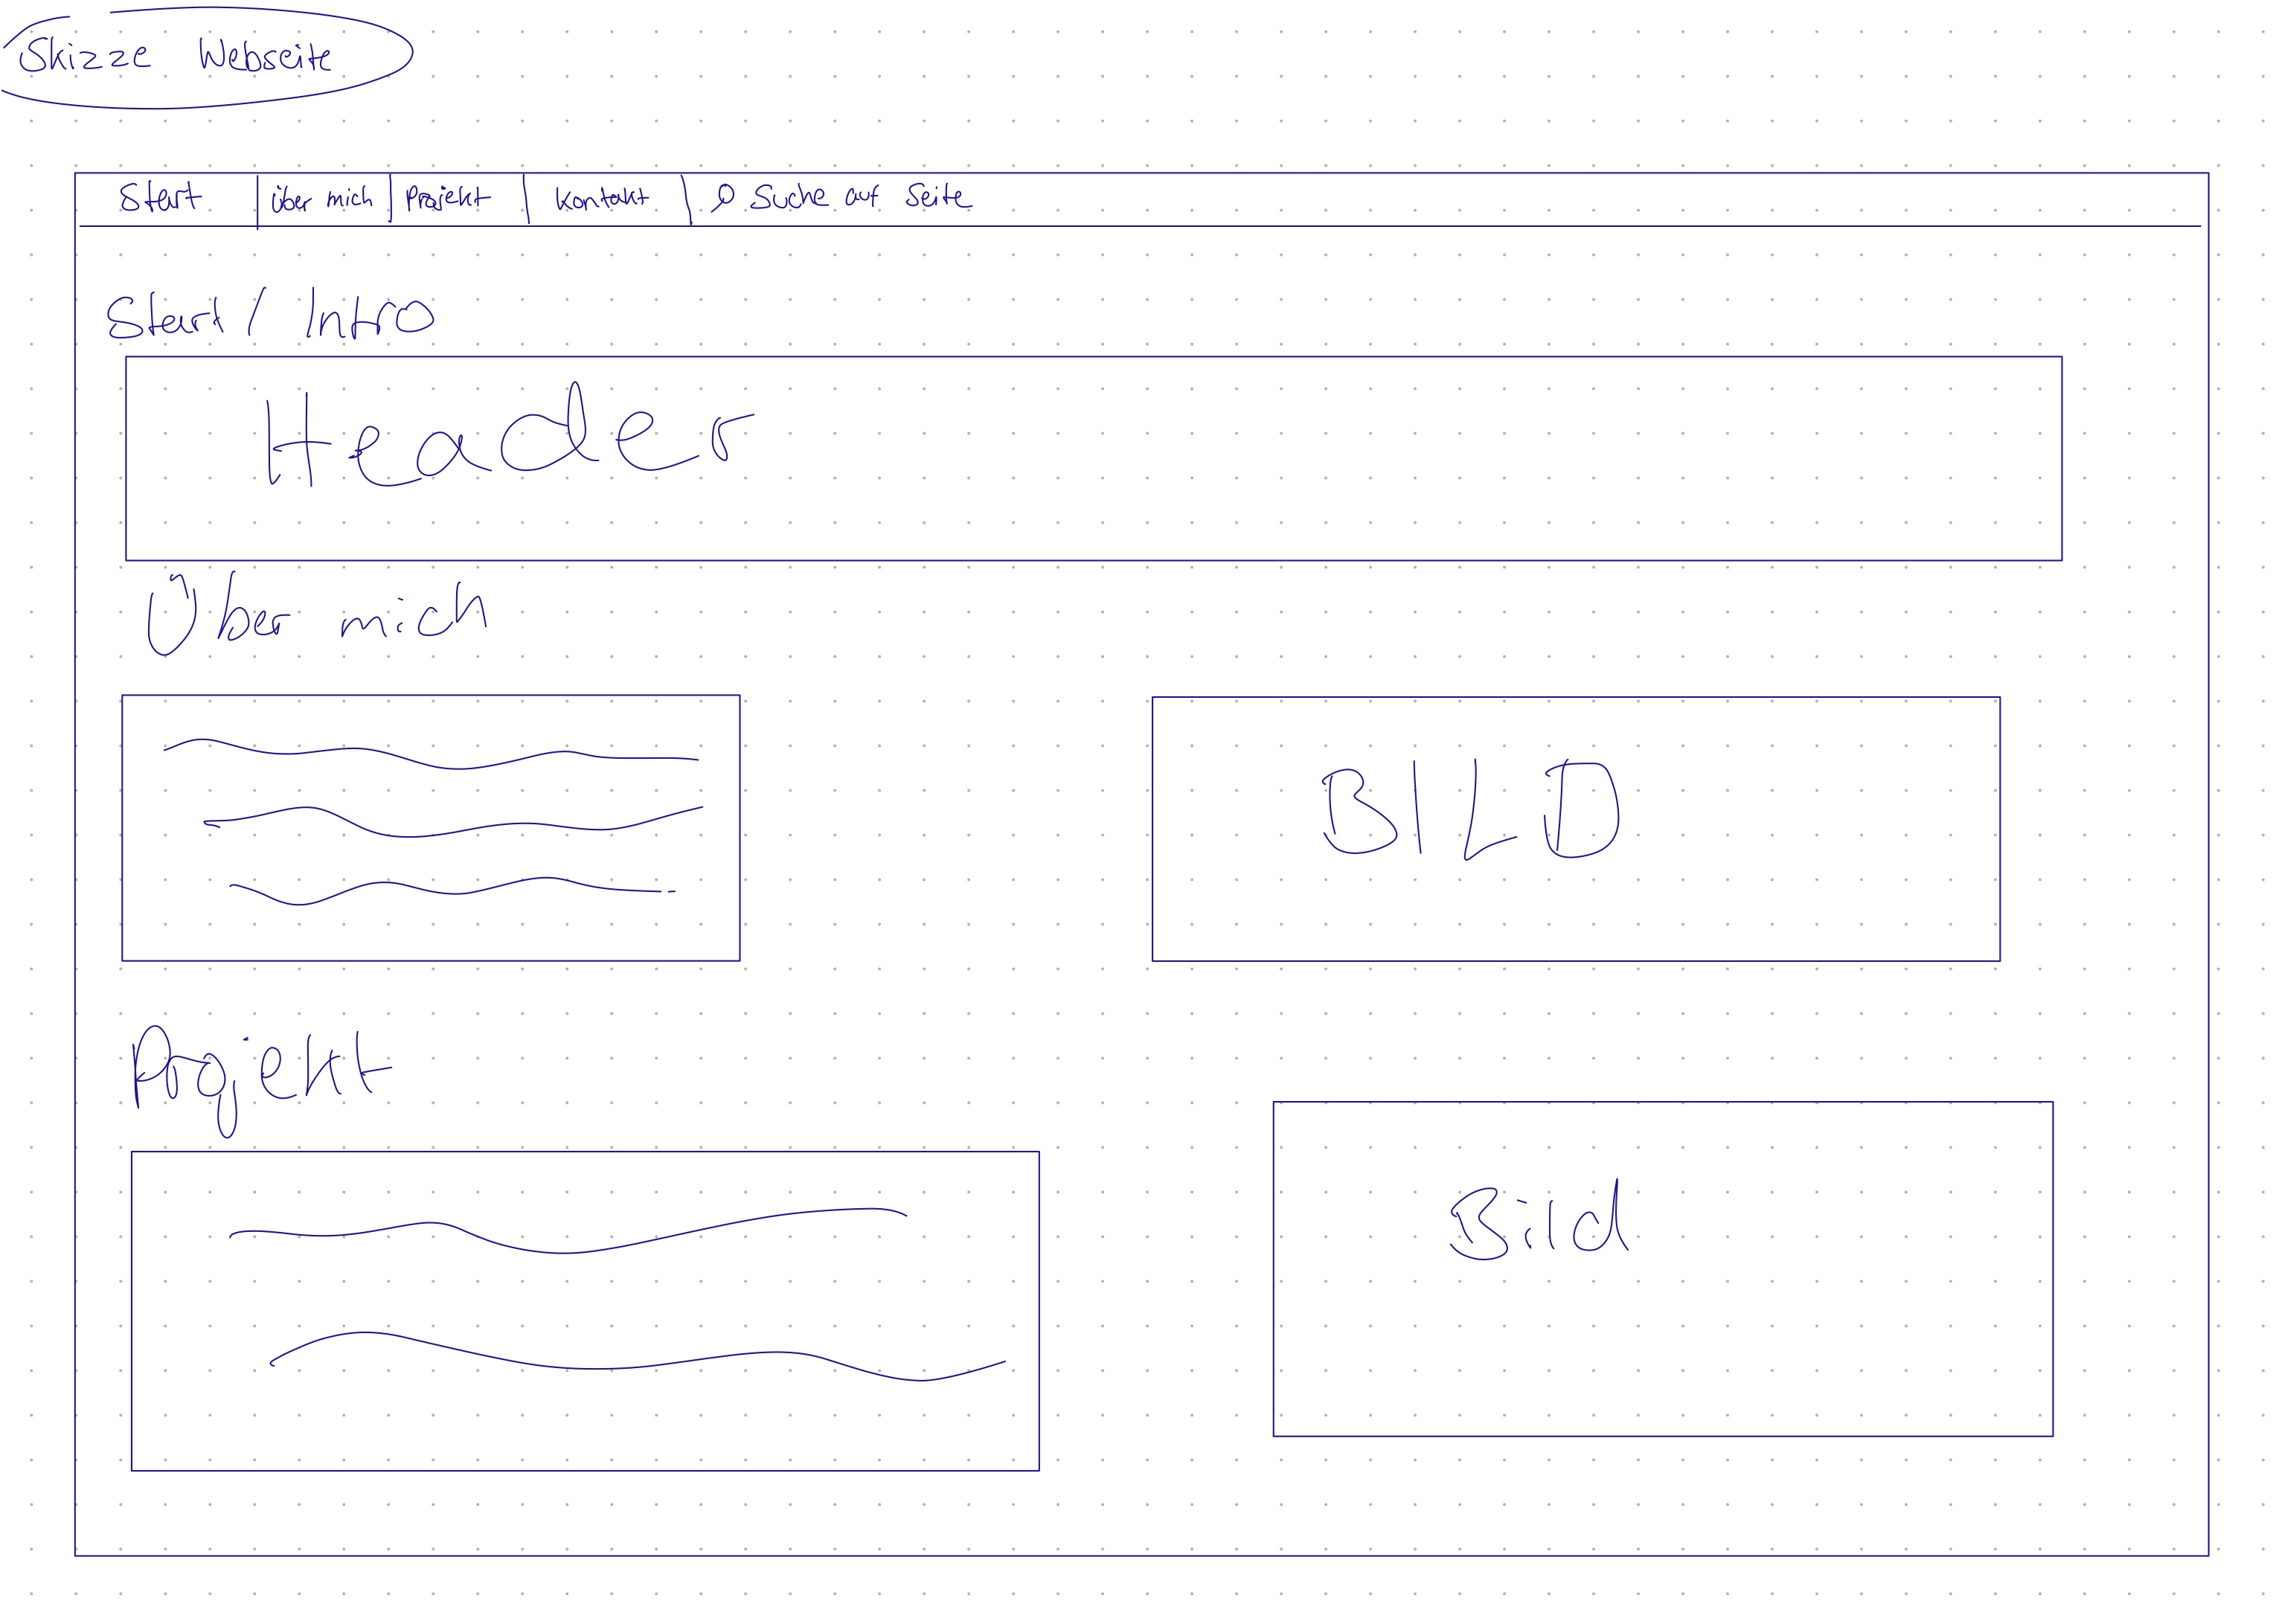 Skizze Webseite
Start | über mich | Projekt | Kontakt | Suche auf Seite
Start / Intro
Header
Über mich
BILD
Projekt
Bild